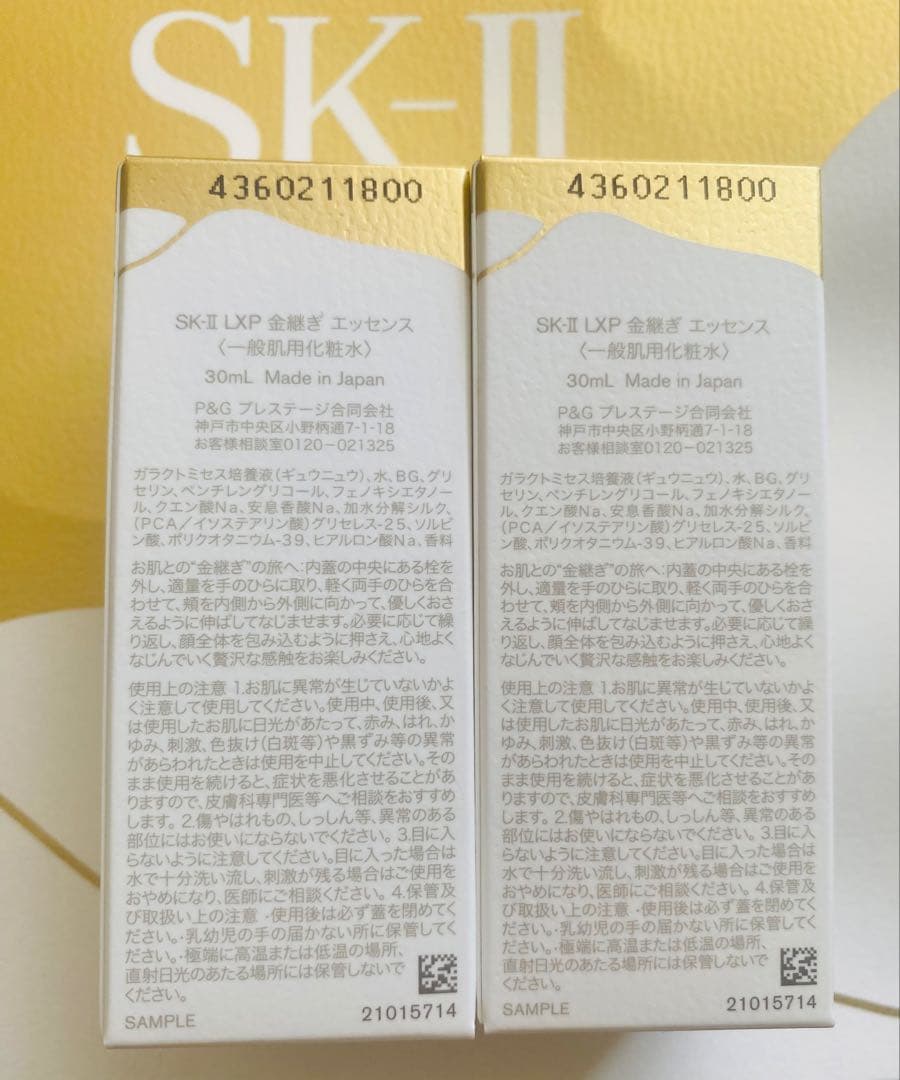 SK-II
4360211800
SK-II LXP 金継ぎ エッセンス
〈一般肌用化粧水〉
30mL Made in Japan
P&G プレステージ合同会社
神戸市中央区小野柄通7-1-18
お客様相談室0120-021325
ガラクトミセス培養液(ギュウニュウ)、水、BG、グリ
セリン、ペンチレングリコール、フェノキシエタノー
ル、クエン酸Na、安息香酸Na、加水分解シルク、
(PCA/イソステアリン酸)グリセレス-25、ソルビ
ン酸、ポリクオタニウム-39、ヒアルロン酸Na、香料
お肌との“金継ぎ”の旅へ:内蓋の中央にある栓を
外し、適量を手のひらに取り、軽く両手のひらを合
わせて、頬を内側から外側に向かって、優しくおさ
えるように伸ばしてなじませます。必要に応じて繰
り返し、顔全体を包み込むように押さえ、心地よく
なじんでいく贅沢な感触をお楽しみください。
使用上の注意 1.お肌に異常が生じていないかよ
く注意して使用してください。使用中、使用後、又
は使用したお肌に日光があたって、赤み、はれ、か
ゆみ、刺激、色抜け(白斑等)や黒ずみ等の異常
があらわれたときは使用を中止してください。その
まま使用を続けると、症状を悪化させることがあ
りますので、皮膚科専門医等へご相談をおすすめ
します。2.傷やはれもの、しっしん等、異常のある
部位にはお使いにならないでください。3.目に入
らないように注意してください。目に入った場合は
水で十分洗い流し、刺激が残る場合はご使用を
おやめになり、医師にご相談ください。4.保管及
び取扱い上の注意 ・使用後は必ず蓋を閉めてく
ださい。・乳幼児の手の届かない所に保管してく
ださい。・極端に高温または低温の場所、
直射日光のあたる場所には保管しないで
ください。
SAMPLE
21015714
4360211800
SK-II LXP 金継ぎ エッセンス
〈一般肌用化粧水〉
30mL Made in Japan
P&G プレステージ合同会社
神戸市中央区小野柄通7-1-18
お客様相談室0120-021325
ガラクトミセス培養液(ギュウニュウ)、水、BG、グリ
セリン、ペンチレングリコール、フェノキシエタノー
ル、クエン酸Na、安息香酸Na、加水分解シルク、
(PCA/イソステアリン酸)グリセレス-25、ソルビ
ン酸、ポリクオタニウム-39、ヒアルロン酸Na、香料
お肌との“金継ぎ”の旅へ:内蓋の中央にある栓を
外し、適量を手のひらに取り、軽く両手のひらを合
わせて、頬を内側から外側に向かって、優しくおさ
えるように伸ばしてなじませます。必要に応じて繰
り返し、顔全体を包み込むように押さえ、心地よく
なじんでいく贅沢な感触をお楽しみください。
使用上の注意 1.お肌に異常が生じていないかよ
く注意して使用してください。使用中、使用後、又
は使用したお肌に日光があたって、赤み、はれ、か
ゆみ、刺激、色抜け(白斑等)や黒ずみ等の異常
があらわれたときは使用を中止してください。その
まま使用を続けると、症状を悪化させることがあ
りますので、皮膚科専門医等へご相談をおすすめ
します。2.傷やはれもの、しっしん等、異常のある
部位にはお使いにならないでください。3.目に入
らないように注意してください。目に入った場合は
水で十分洗い流し、刺激が残る場合はご使用を
おやめになり、医師にご相談ください。4.保管及
び取扱い上の注意 ・使用後は必ず蓋を閉めてく
ださい。・乳幼児の手の届かない所に保管してく
ださい。・極端に高温または低温の場所、
直射日光のあたる場所には保管しないで
ください。
SAMPLE
21015714